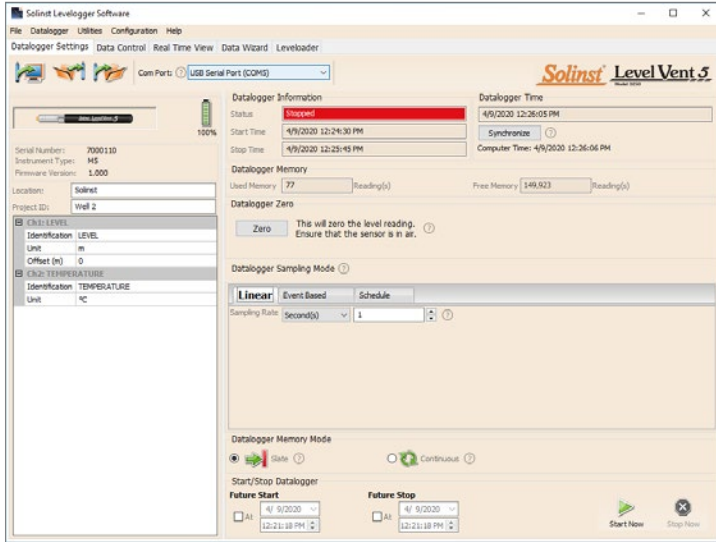 Solinst Levelogger Software
File Datalogger Utilities Configuration Help
Datalogger Settings Data Control Real Time View Data Wizard Leveloader
Com Port: USB Serial Port (COM5)
Solinst Level Vent 5
Model 3250
100%
Serial Number: 7000110
Instrument Type: M5
Firmware Version: 1.000
Location: Solinst
Project ID: Well 2
Ch1: LEVEL
Identification LEVEL
Unit m
Offset (m) 0
Ch2: TEMPERATURE
Identification TEMPERATURE
Unit °C
Datalogger Information
Status Stopped
Start Time 4/9/2020 12:24:30 PM
Stop Time 4/9/2020 12:25:45 PM
Datalogger Time
4/9/2020 12:26:05 PM
Synchronize
Computer Time: 4/9/2020 12:26:06 PM
Datalogger Memory
Used Memory 77 Reading(s) Free Memory 149,923 Reading(s)
Datalogger Zero
Zero
This will zero the level reading.
Ensure that the sensor is in air.
Datalogger Sampling Mode
Linear Event Based Schedule
Sampling Rate Second(s) 1
Datalogger Memory Mode
Slate Continuous
Start/Stop Datalogger
Future Start Future Stop
At 4/ 9/2020 At 4/ 9/2020
12:21:18 PM 12:21:18 PM
Start Now Stop Now